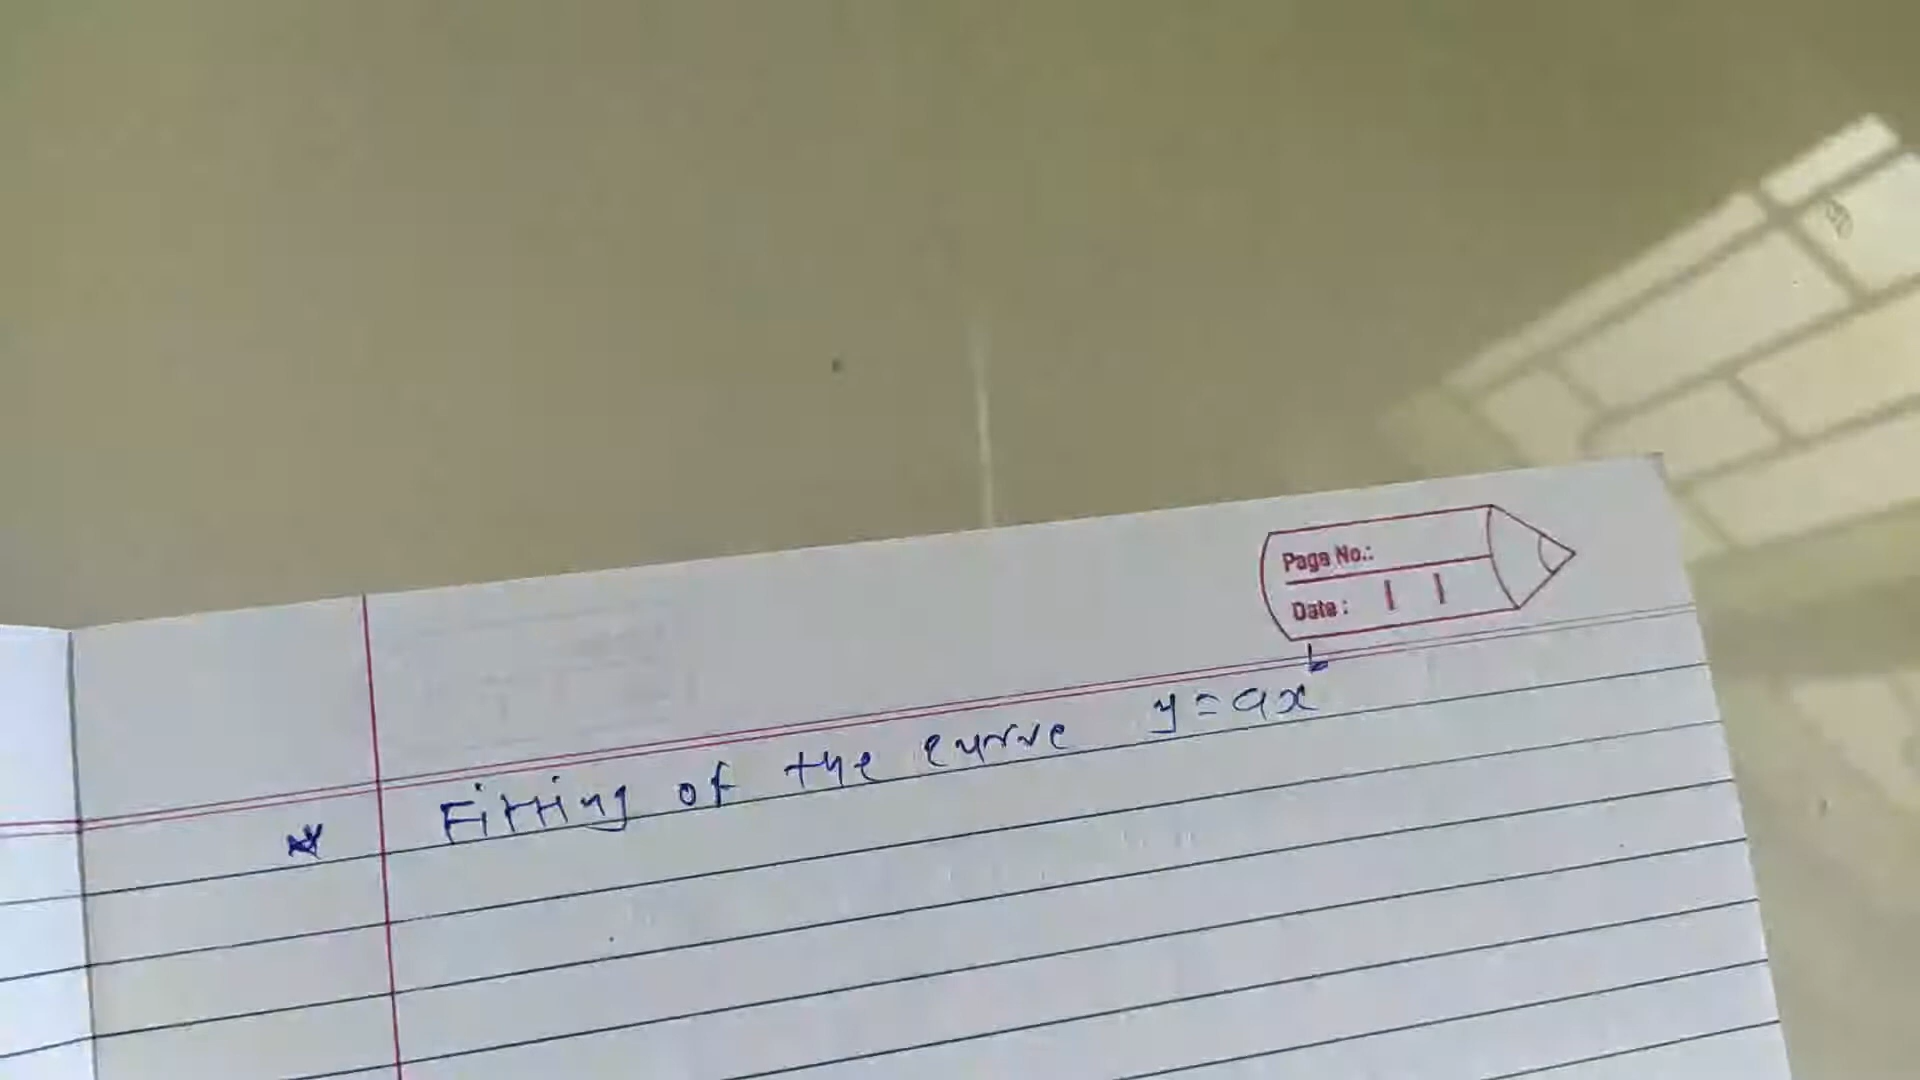 Page No.:
Date: / /
* Fitting of the curve y = ax^b